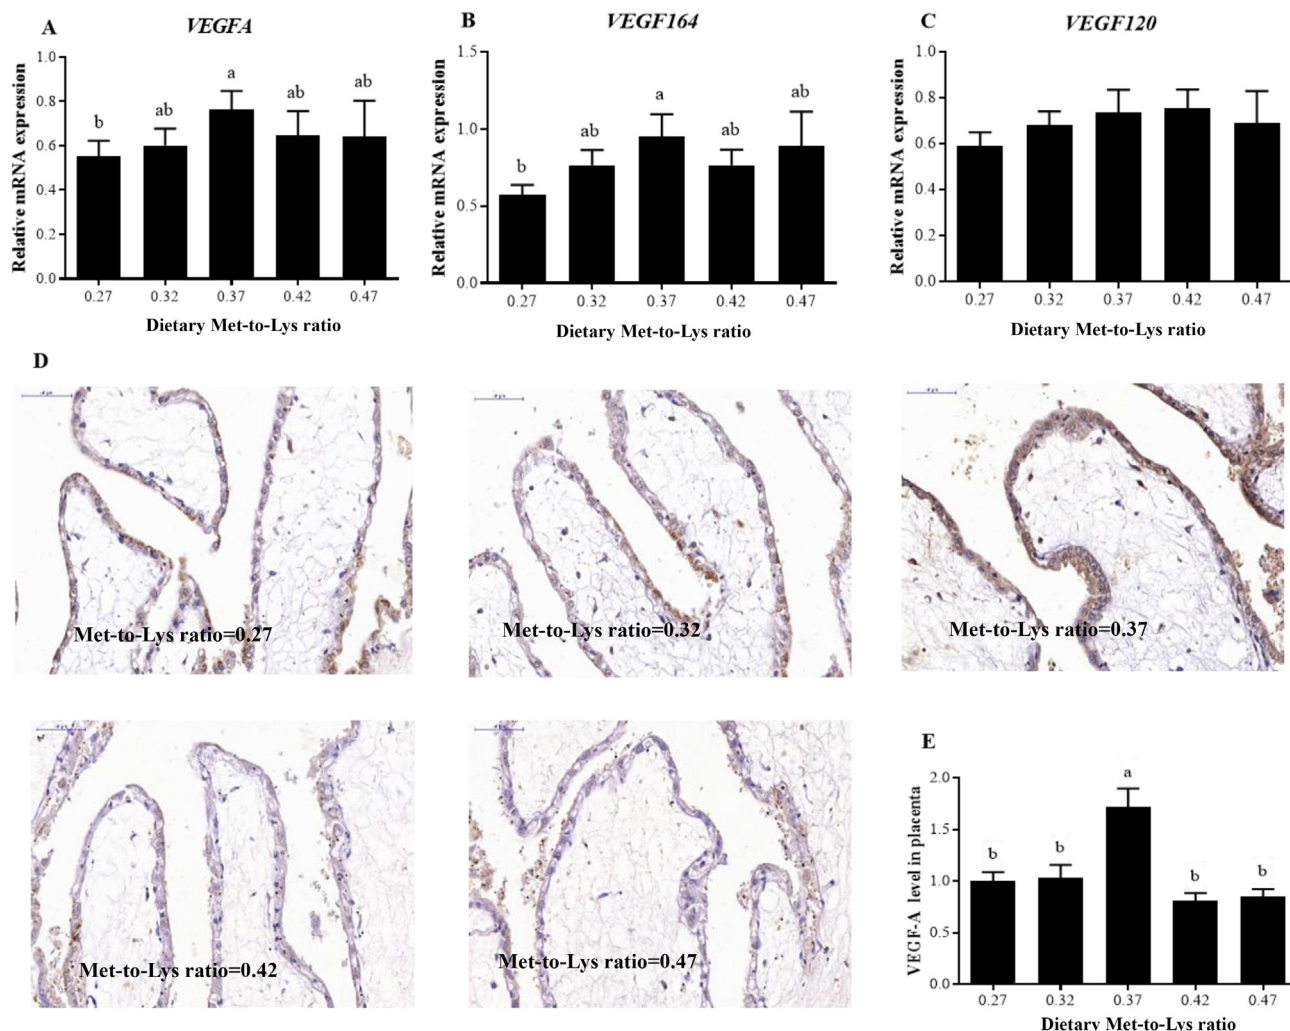 A
VEGFA
Relative mRNA expression
1.0
0.8
0.6
0.4
0.2
0.0
b
ab
a
ab
ab
0.27
0.32
0.37
0.42
0.47
Dietary Met-to-Lys ratio
B
VEGF164
Relative mRNA expression
1.5
1.0
0.5
0.0
b
ab
a
ab
ab
0.27
0.32
0.37
0.42
0.47
Dietary Met-to-Lys ratio
C
VEGF120
Relative mRNA expression
1.0
0.8
0.6
0.4
0.2
0.0
0.27
0.32
0.37
0.42
0.47
Dietary Met-to-Lys ratio
D
Met-to-Lys ratio=0.27
Met-to-Lys ratio=0.32
Met-to-Lys ratio=0.37
Met-to-Lys ratio=0.42
Met-to-Lys ratio=0.47
E
VEGF-A level in placenta
2.0
1.5
1.0
0.5
0.0
b
b
a
b
b
0.27
0.32
0.37
0.42
0.47
Dietary Met-to-Lys ratio